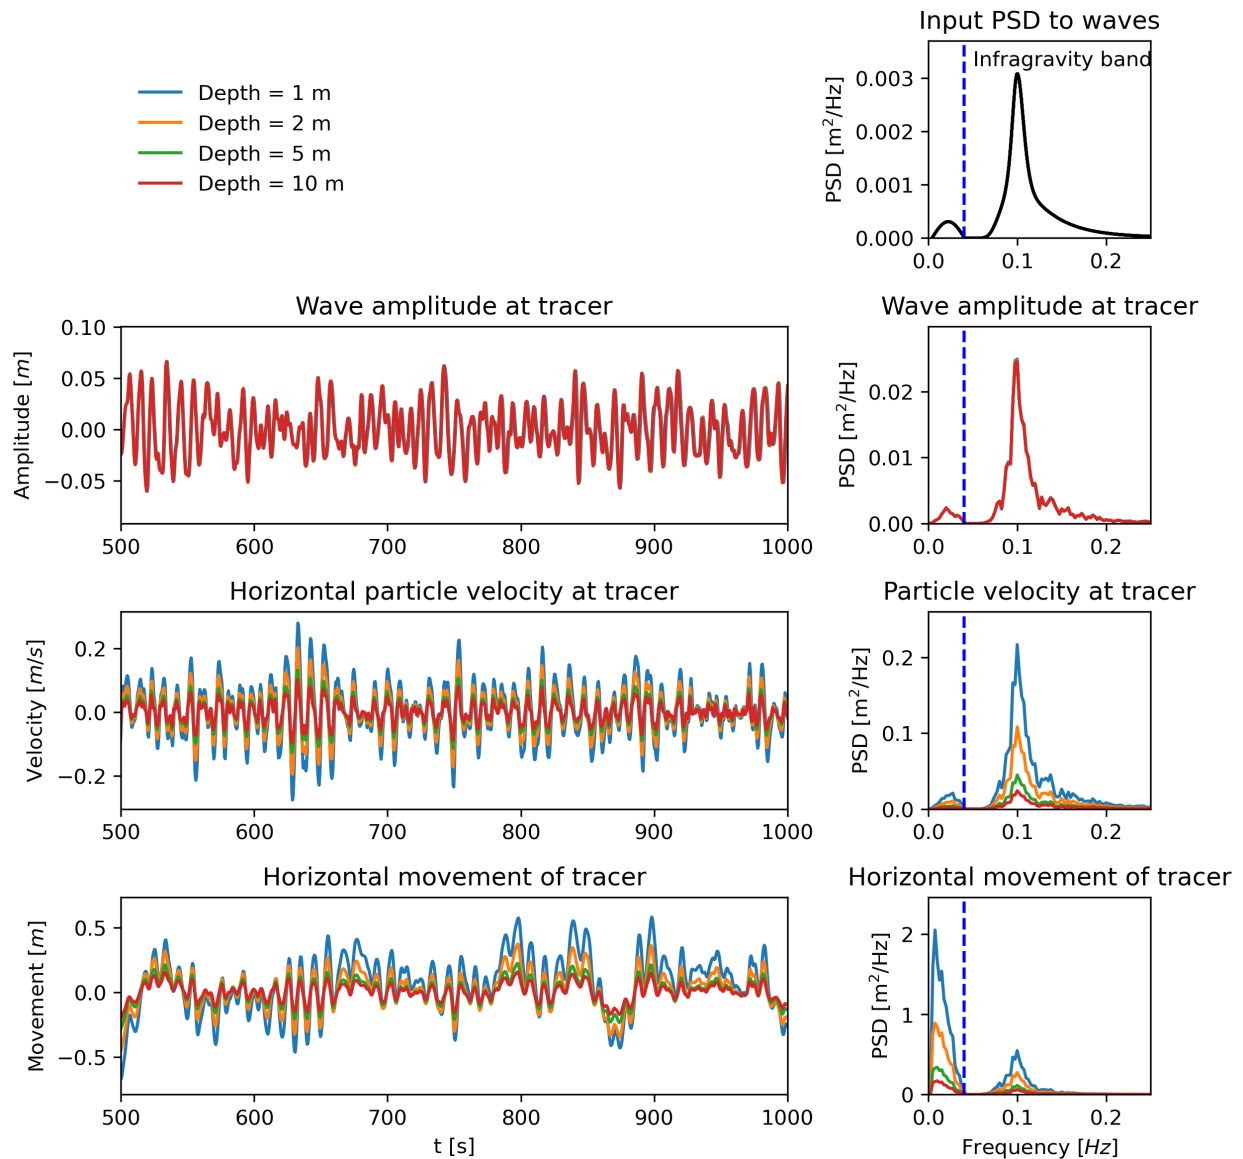 Input PSD to waves
Infragravity band
PSD [m²/Hz]
0.003
0.002
0.001
0.000
0.0 0.1 0.2
Depth = 1 m
Depth = 2 m
Depth = 5 m
Depth = 10 m
Wave amplitude at tracer
Amplitude [m]
0.10
0.05
0.00
−0.05
500 600 700 800 900 1000
Wave amplitude at tracer
PSD [m²/Hz]
0.02
0.01
0.00
0.0 0.1 0.2
Horizontal particle velocity at tracer
Velocity [m/s]
0.2
0.0
−0.2
500 600 700 800 900 1000
Particle velocity at tracer
PSD [m²/Hz]
0.2
0.1
0.0
0.0 0.1 0.2
Horizontal movement of tracer
Movement [m]
0.5
0.0
−0.5
500 600 700 800 900 1000
t [s]
Horizontal movement of tracer
PSD [m²/Hz]
2
1
0
0.0 0.1 0.2
Frequency [Hz]